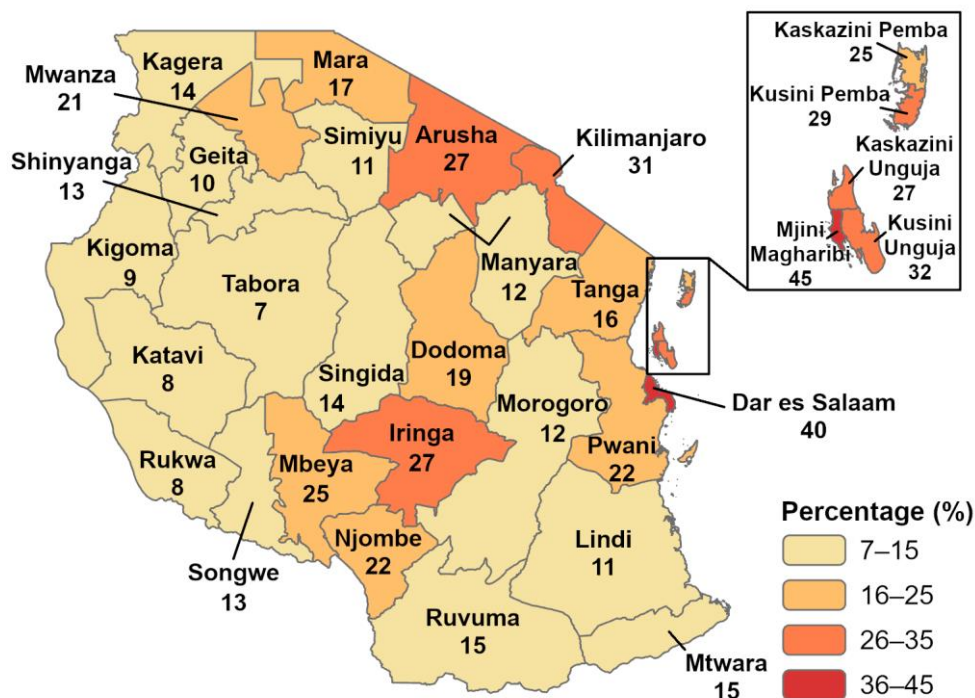 Kagera
14
Mwanza
21
Mara
17
Simiyu
11
Arusha
27
Kilimanjaro
31
Shinyanga
13
Geita
10
Kigoma
9
Tabora
7
Manyara
12
Tanga
16
Katavi
8
Singida
14
Dodoma
19
Morogoro
12
Dar es Salaam
40
Pwani
22
Rukwa
8
Mbeya
25
Iringa
27
Songwe
13
Njombe
22
Lindi
11
Ruvuma
15
Mtwara
15
Kaskazini Pemba
25
Kusini Pemba
29
Kaskazini
Unguja
27
Mjini
Magharibi
45
Kusini
Unguja
32
Percentage (%)
7–15
16–25
26–35
36–45